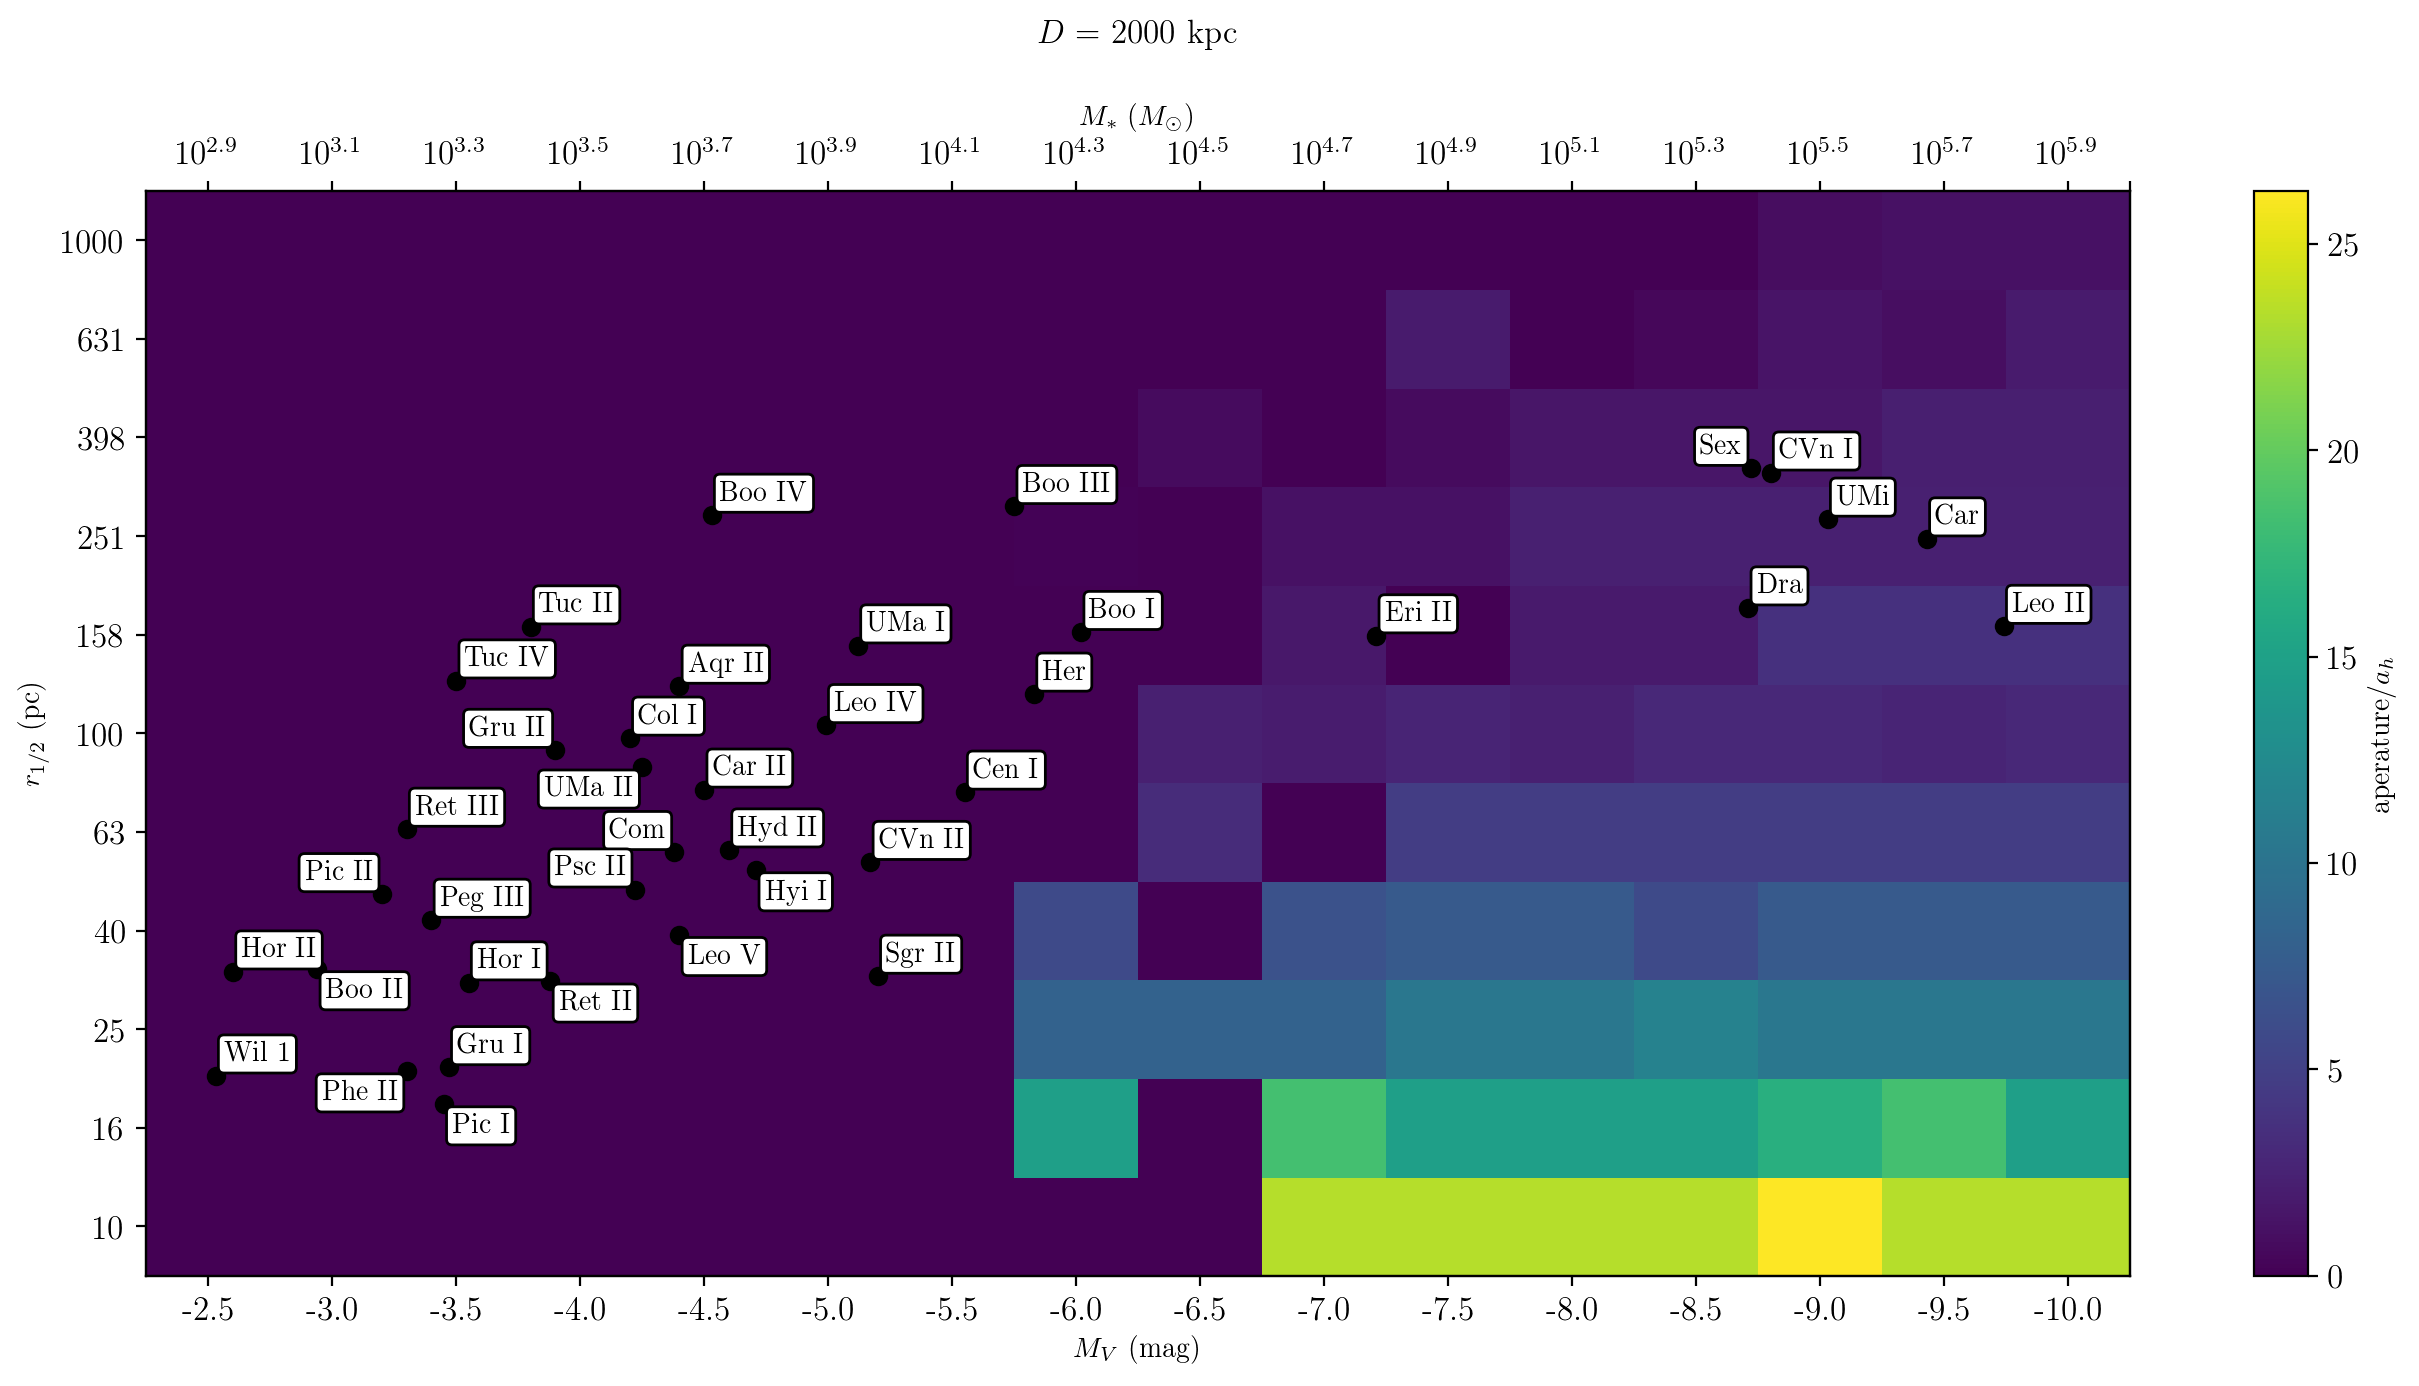 D = 2000 kpc
M_* (M_⊙)
10^2.9 10^3.1 10^3.3 10^3.5 10^3.7 10^3.9 10^4.1 10^4.3 10^4.5 10^4.7 10^4.9 10^5.1 10^5.3 10^5.5 10^5.7 10^5.9
1000
631
398
251
158
100
63
40
25
16
10
r_1/2 (pc)
Sex
CVn I
Boo IV
Boo III
UMi
Car
Tuc II
Dra
UMa I
Boo I
Eri II
Leo II
Tuc IV
Aqr II
Her
Gru II
Col I
Leo IV
UMa II
Car II
Cen I
Ret III
Com
Hyd II
CVn II
Pic II
Psc II
Hyi I
Peg III
Hor II
Hor I
Leo V
Sgr II
Boo II
Ret II
Wil 1
Gru I
Phe II
Pic I
-2.5 -3.0 -3.5 -4.0 -4.5 -5.0 -5.5 -6.0 -6.5 -7.0 -7.5 -8.0 -8.5 -9.0 -9.5 -10.0
M_V (mag)
25
20
15
10
5
0
aperature/a_h